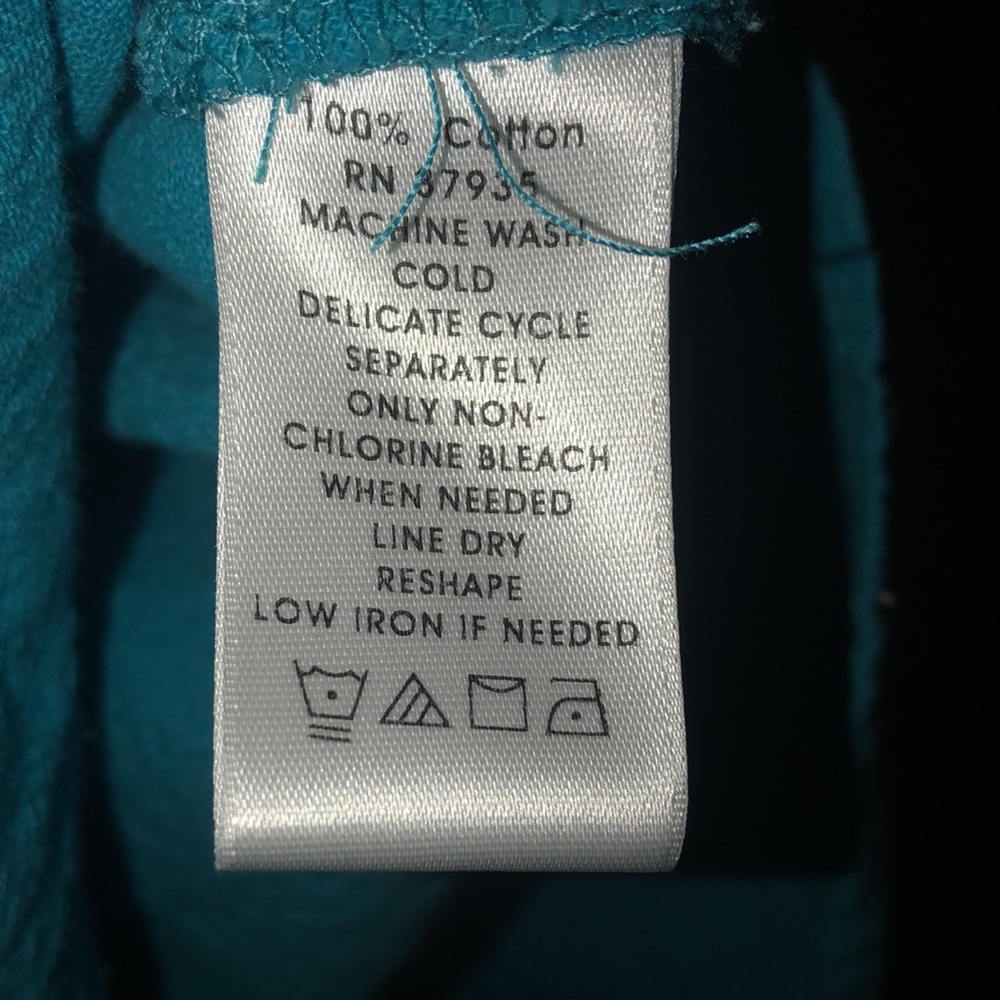 100% Cotton
RN 37935
MACHINE WASH
COLD
DELICATE CYCLE
SEPARATELY
ONLY NON-
CHLORINE BLEACH
WHEN NEEDED
LINE DRY
RESHAPE
LOW IRON IF NEEDED